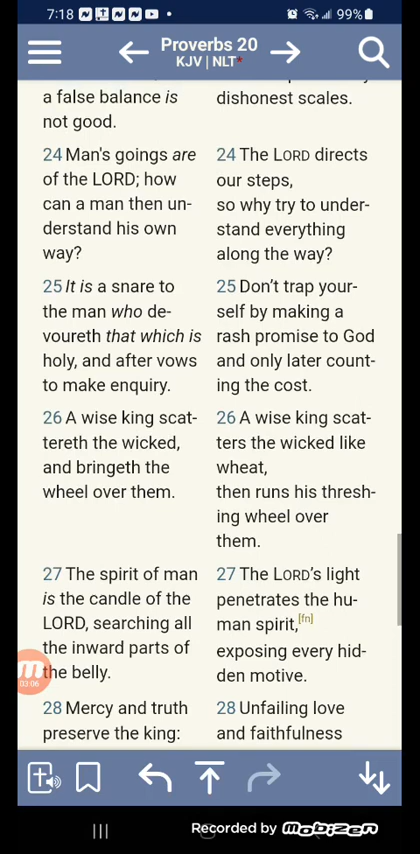 7:18
99%
Proverbs 20
KJV | NLT*
a false balance is
not good.
24 Man's goings are
of the LORD; how
can a man then un-
derstand his own
way?
25 It is a snare to
the man who de-
voureth that which is
holy, and after vows
to make enquiry.
26 A wise king scat-
tereth the wicked,
and bringeth the
wheel over them.
27 The spirit of man
is the candle of the
LORD, searching all
the inward parts of
the belly.
28 Mercy and truth
preserve the king:
dishonest scales.
24 The LORD directs
our steps,
so why try to under-
stand everything
along the way?
25 Don't trap your-
self by making a
rash promise to God
and only later count-
ing the cost.
26 A wise king scat-
ters the wicked like
wheat,
then runs his thresh-
ing wheel over
them.
27 The LORD's light
penetrates the hu-
man spirit,[fn]
exposing every hid-
den motive.
28 Unfailing love
and faithfulness
03:06
Recorded by mobizen